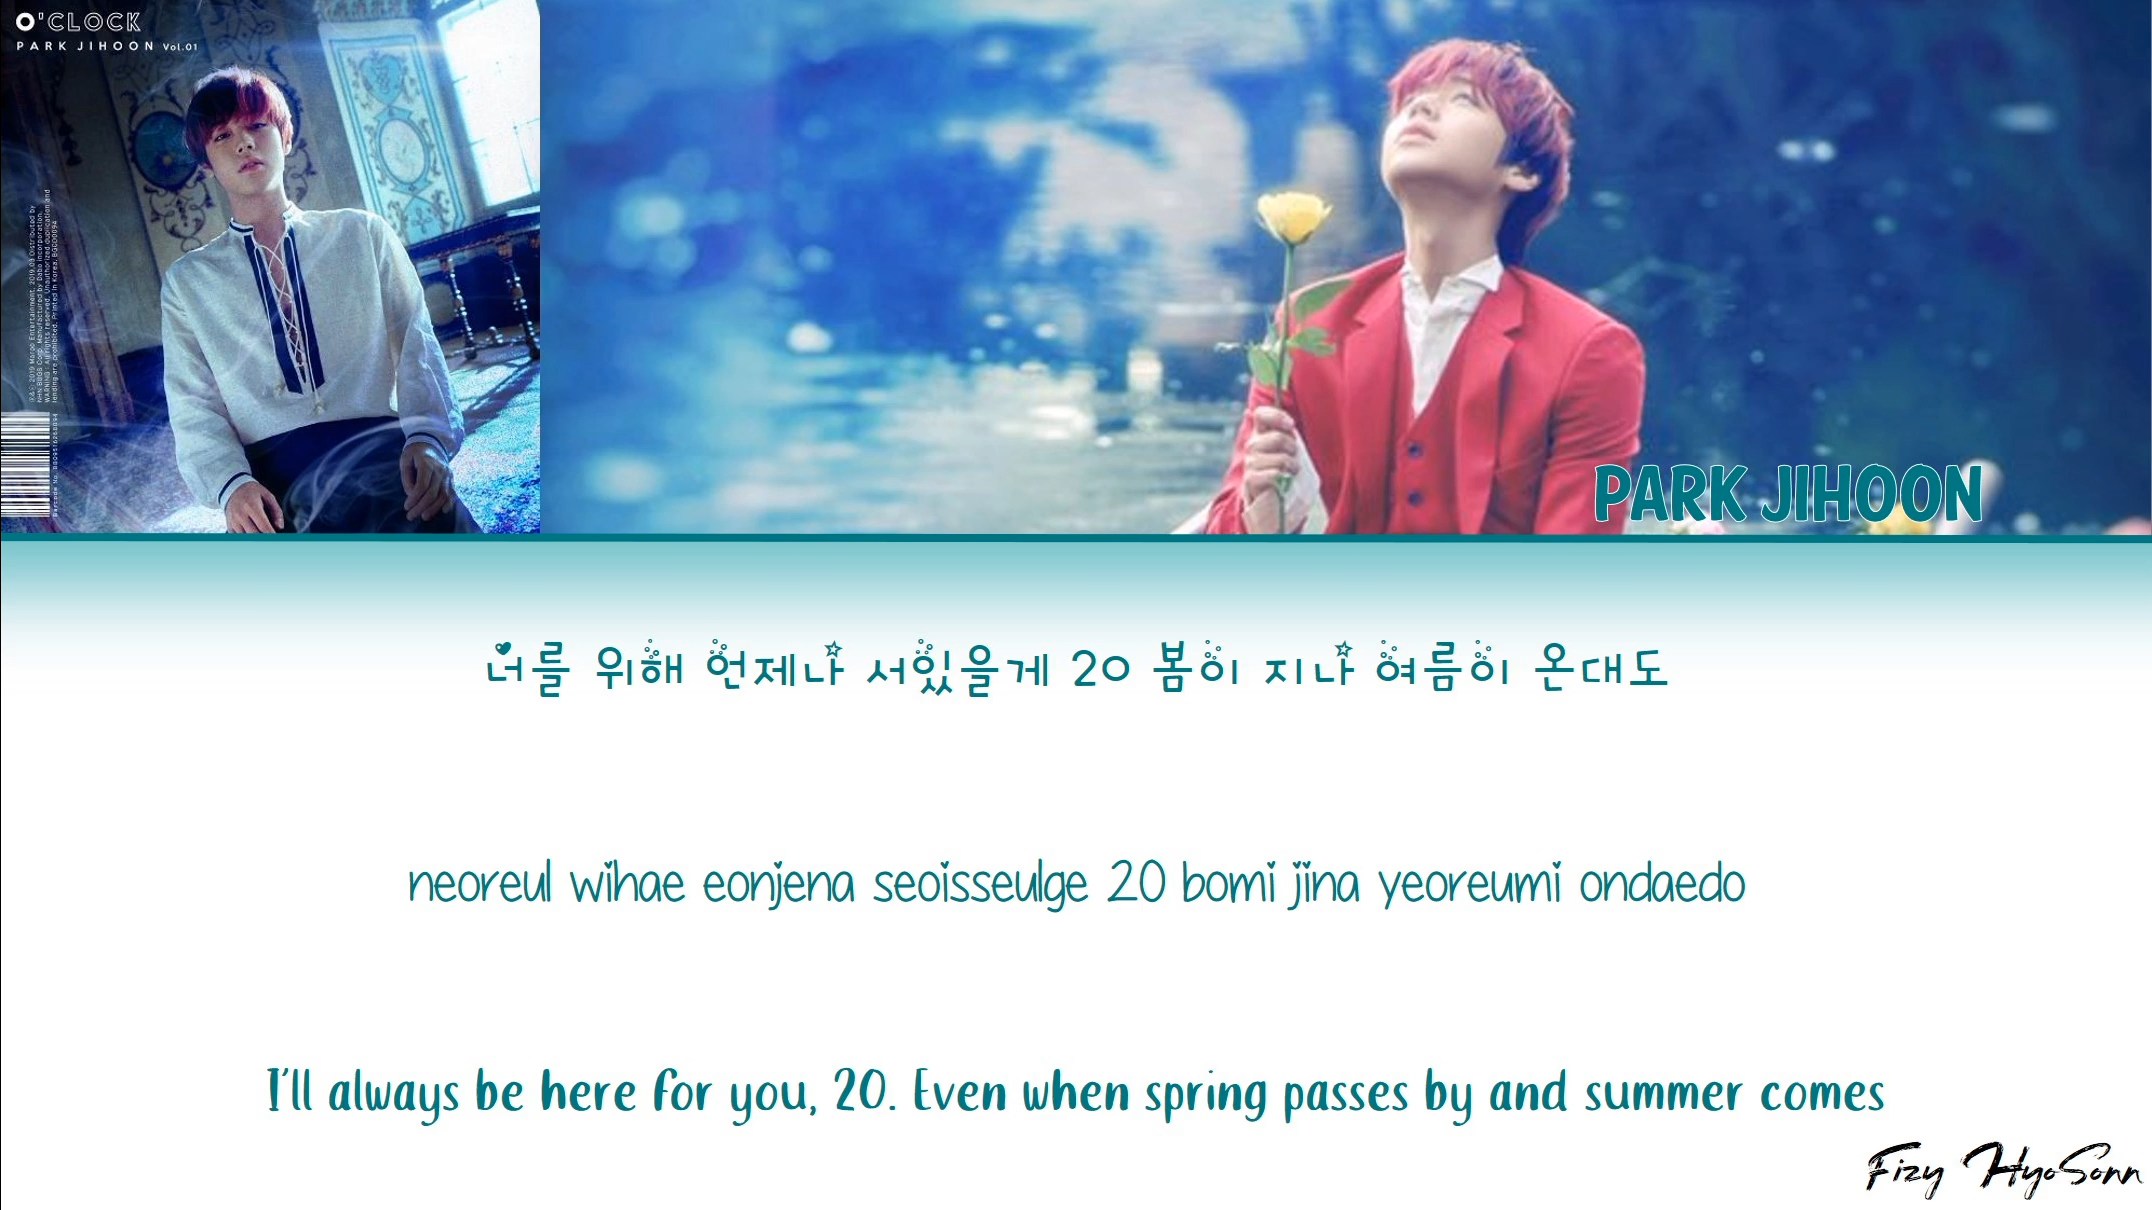 O'CLOCK
PARK JIHOON Vol.01
PARK JIHOON
너를 위해 언제나 서있을게 20 봄이 지나 여름이 온대도
neoreul wihae eonjena seoisseulge 20 bomi jina yeoreumi ondaedo
I'll always be here for you, 20. Even when spring passes by and summer comes
Fizy HyoSonn